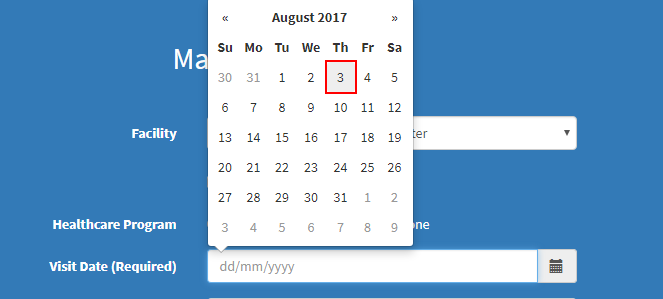 « August 2017 »
Su Mo Tu We Th Fr Sa
Ma
30 31 1 2 3 4 5
6 7 8 9 10 11 12
Facility ter
13 14 15 16 17 18 19
20 21 22 23 24 25 26
27 28 29 30 31 1 2
Healthcare Program one
3 4 5 6 7 8 9
Visit Date (Required) dd/mm/yyyy